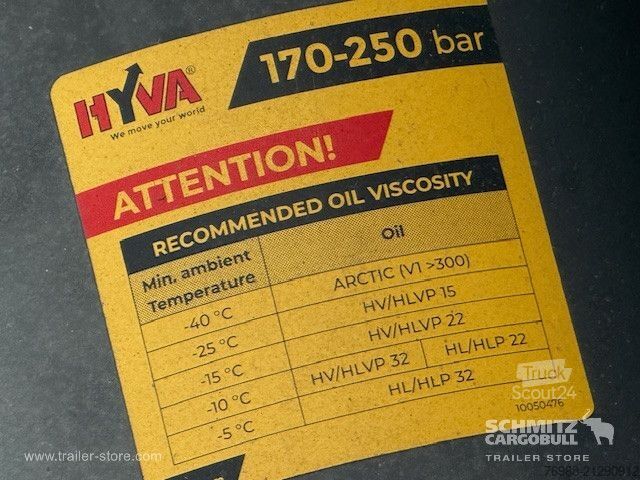 HYVA®
We move your world
170-250 bar
ATTENTION!
RECOMMENDED OIL VISCOSITY
Min. ambient Temperature Oil
-40 °C ARCTIC (V1 >300)
-25 °C HV/HLVP 15
-15 °C HV/HLVP 22
-10 °C HV/HLVP 32 HL/HLP 22
-5 °C HL/HLP 32
10050476
Truck
Scout24
SCHMITZ
CARGOBULL
TRAILER STORE
www.trailer-store.com